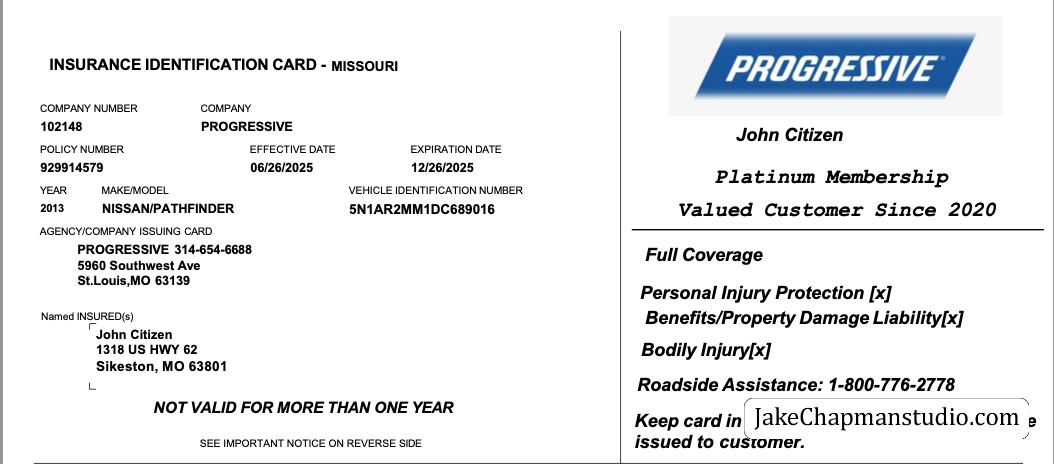 INSURANCE IDENTIFICATION CARD - MISSOURI
COMPANY NUMBER COMPANY
102148 PROGRESSIVE
POLICY NUMBER EFFECTIVE DATE EXPIRATION DATE
929914579 06/26/2025 12/26/2025
YEAR MAKE/MODEL VEHICLE IDENTIFICATION NUMBER
2013 NISSAN/PATHFINDER 5N1AR2MM1DC689016
AGENCY/COMPANY ISSUING CARD
PROGRESSIVE 314-654-6688
5960 Southwest Ave
St.Louis,MO 63139
Named INSURED(s)
John Citizen
1318 US HWY 62
Sikeston, MO 63801
NOT VALID FOR MORE THAN ONE YEAR
SEE IMPORTANT NOTICE ON REVERSE SIDE
PROGRESSIVE®
John Citizen
Platinum Membership
Valued Customer Since 2020
Full Coverage
Personal Injury Protection [x]
Benefits/Property Damage Liability[x]
Bodily Injury[x]
Roadside Assistance: 1-800-776-2778
Keep card in
JakeChapmanstudio.com
issued to customer.